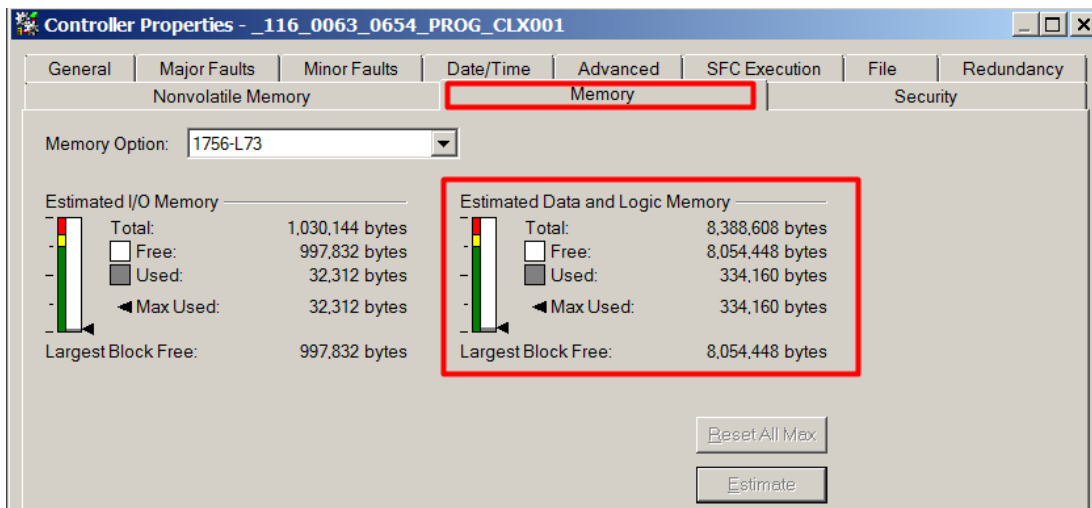 Controller Properties - _116_0063_0654_PROG_CLX001
General Major Faults Minor Faults Date/Time Advanced SFC Execution File Redundancy
Nonvolatile Memory Memory Security
Memory Option: 1756-L73
Estimated I/O Memory
Total: 1,030,144 bytes
Free: 997,832 bytes
Used: 32,312 bytes
Max Used: 32,312 bytes
Largest Block Free: 997,832 bytes
Estimated Data and Logic Memory
Total: 8,388,608 bytes
Free: 8,054,448 bytes
Used: 334,160 bytes
Max Used: 334,160 bytes
Largest Block Free: 8,054,448 bytes
Reset All Max
Estimate